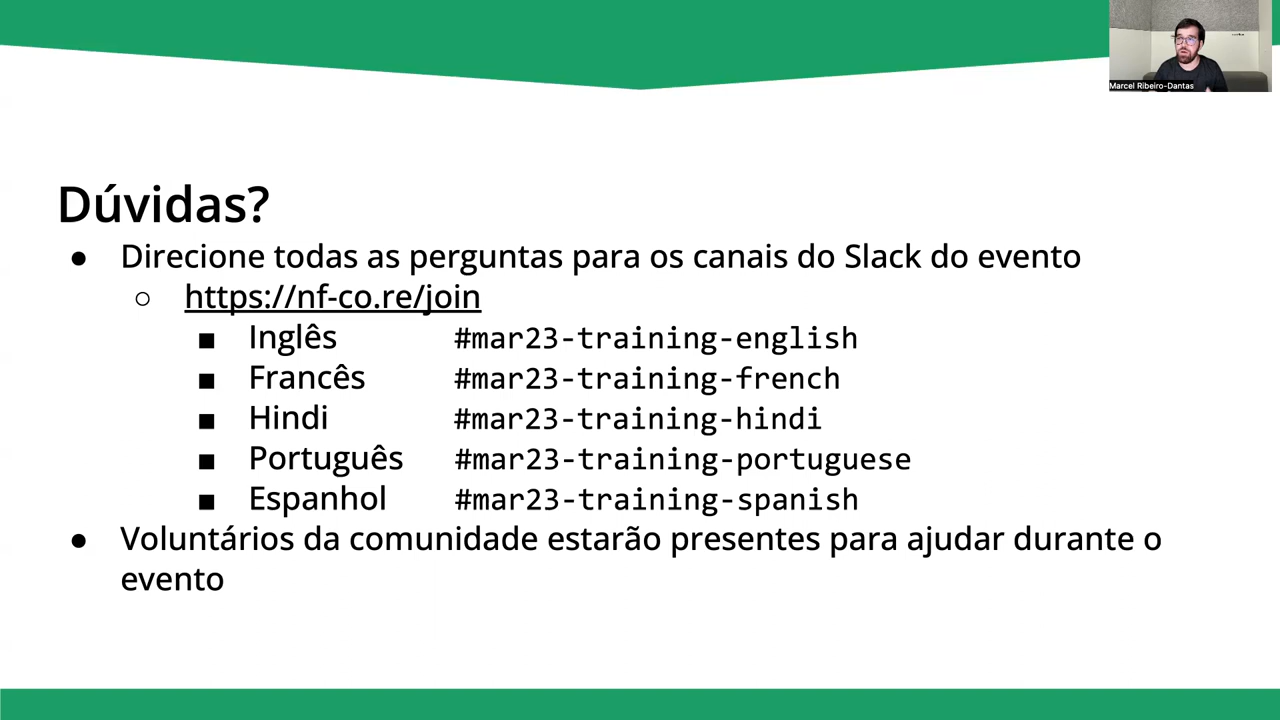 Marcel Ribeiro-Dantas
Dúvidas?
● Direcione todas as perguntas para os canais do Slack do evento
○ https://nf-co.re/join
■ Inglês #mar23-training-english
■ Francês #mar23-training-french
■ Hindi #mar23-training-hindi
■ Português #mar23-training-portuguese
■ Espanhol #mar23-training-spanish
● Voluntários da comunidade estarão presentes para ajudar durante o
evento